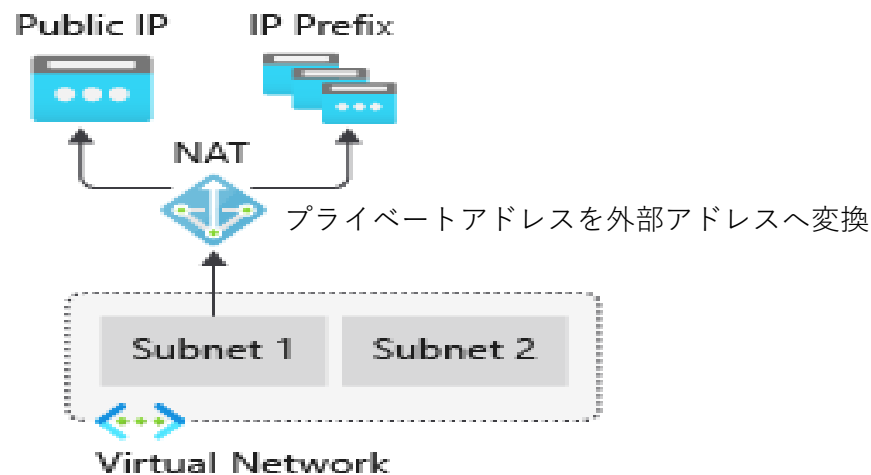 Public IP
IP Prefix
NAT
プライベートアドレスを外部アドレスへ変換
Subnet 1
Subnet 2
Virtual Network